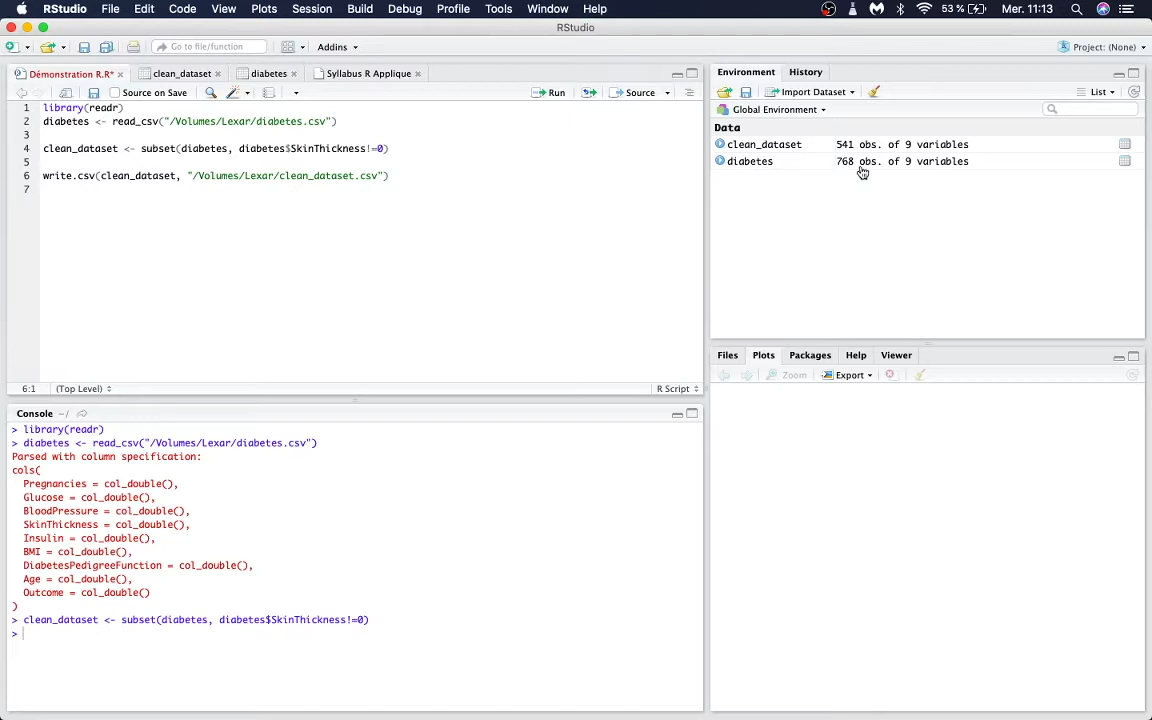 RStudio File Edit Code View Plots Session Build Debug Profile Tools Window Help 53 % Mer. 11:13
RStudio
Go to file/function Addins Project: (None)
Démonstration R.R* clean_dataset diabetes Syllabus R Applique
Source on Save Run Source
1 library(readr)
2 diabetes <- read_csv("/Volumes/Lexar/diabetes.csv")
3
4 clean_dataset <- subset(diabetes, diabetes$SkinThickness!=0)
5
6 write.csv(clean_dataset, "/Volumes/Lexar/clean_dataset.csv")
7
6:1 (Top Level) R Script
Console ~/
> library(readr)
> diabetes <- read_csv("/Volumes/Lexar/diabetes.csv")
Parsed with column specification:
cols(
Pregnancies = col_double(),
Glucose = col_double(),
BloodPressure = col_double(),
SkinThickness = col_double(),
Insulin = col_double(),
BMI = col_double(),
DiabetesPedigreeFunction = col_double(),
Age = col_double(),
Outcome = col_double()
)
> clean_dataset <- subset(diabetes, diabetes$SkinThickness!=0)
>
Environment History
Import Dataset List
Global Environment
Data
clean_dataset 541 obs. of 9 variables
diabetes 768 obs. of 9 variables
Files Plots Packages Help Viewer
Zoom Export